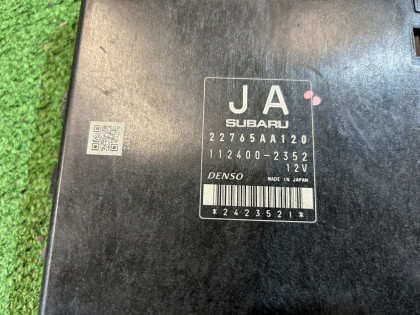 JA
SUBARU
22765AA120
112400-2352
12V
DENSO MADE IN JAPAN
*2423521*